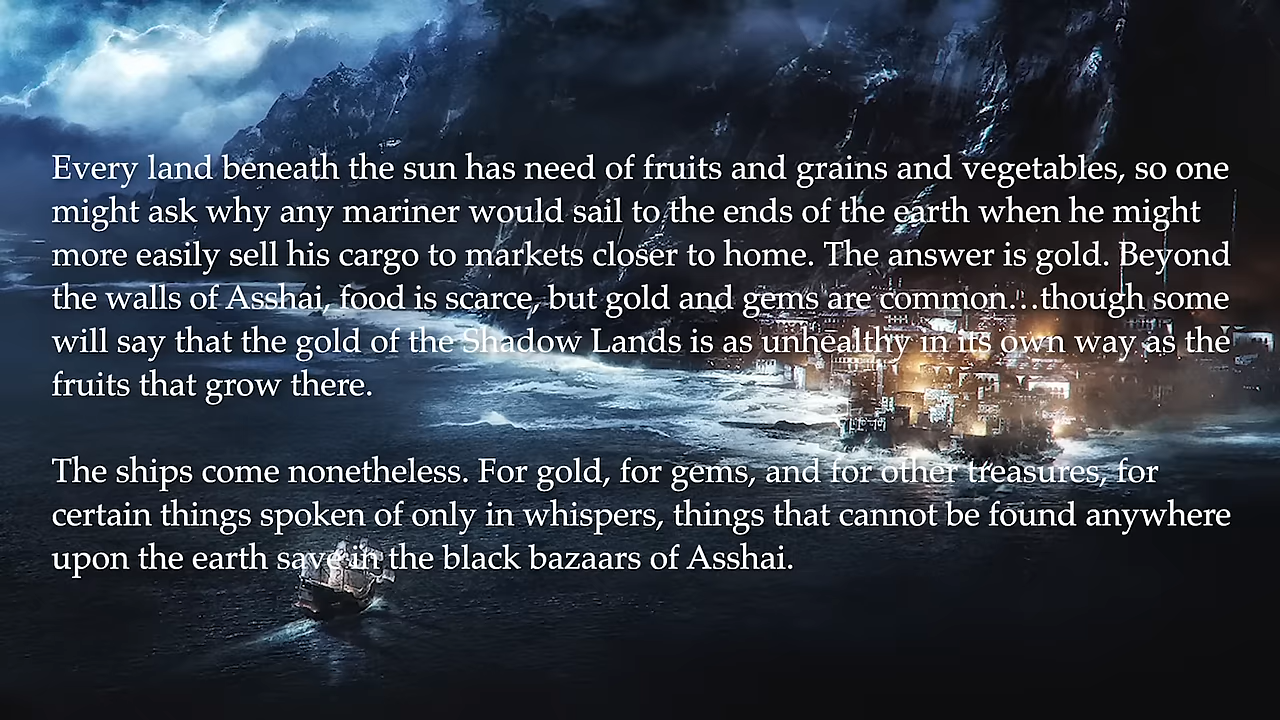 Every land beneath the sun has need of fruits and grains and vegetables, so one
might ask why any mariner would sail to the ends of the earth when he might
more easily sell his cargo to markets closer to home. The answer is gold. Beyond
the walls of Asshai, food is scarce, but gold and gems are common…though some
will say that the gold of the Shadow Lands is as unhealthy in its own way as the
fruits that grow there.
The ships come nonetheless. For gold, for gems, and for other treasures, for
certain things spoken of only in whispers, things that cannot be found anywhere
upon the earth save in the black bazaars of Asshai.